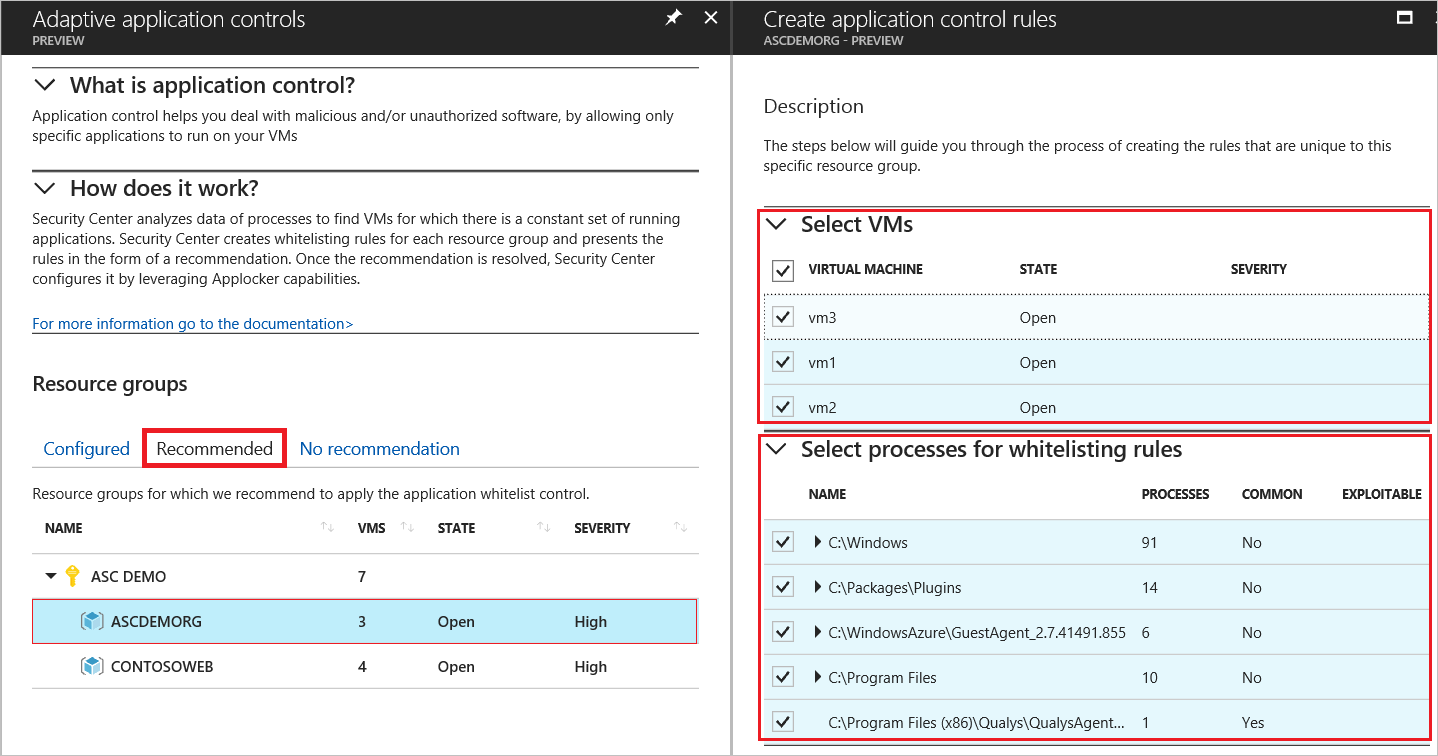 Adaptive application controls
PREVIEW
What is application control?
Application control helps you deal with malicious and/or unauthorized software, by allowing only
specific applications to run on your VMs
How does it work?
Security Center analyzes data of processes to find VMs for which there is a constant set of running
applications. Security Center creates whitelisting rules for each resource group and presents the
rules in the form of a recommendation. Once the recommendation is resolved, Security Center
configures it by leveraging Applocker capabilities.
For more information go to the documentation>
Resource groups
Configured Recommended No recommendation
Resource groups for which we recommend to apply the application whitelist control.
NAME VMS STATE SEVERITY
ASC DEMO 7
ASCDEMORG 3 Open High
CONTOSOWEB 4 Open High
Create application control rules
ASCDEMORG - PREVIEW
Description
The steps below will guide you through the process of creating the rules that are unique to this
specific resource group.
Select VMs
VIRTUAL MACHINE STATE SEVERITY
vm3 Open
vm1 Open
vm2 Open
Select processes for whitelisting rules
NAME PROCESSES COMMON EXPLOITABLE
C:\Windows 91 No
C:\Packages\Plugins 14 No
C:\WindowsAzure\GuestAgent_2.7.41491.855 6 No
C:\Program Files 10 No
C:\Program Files (x86)\Qualys\QualysAgent... 1 Yes